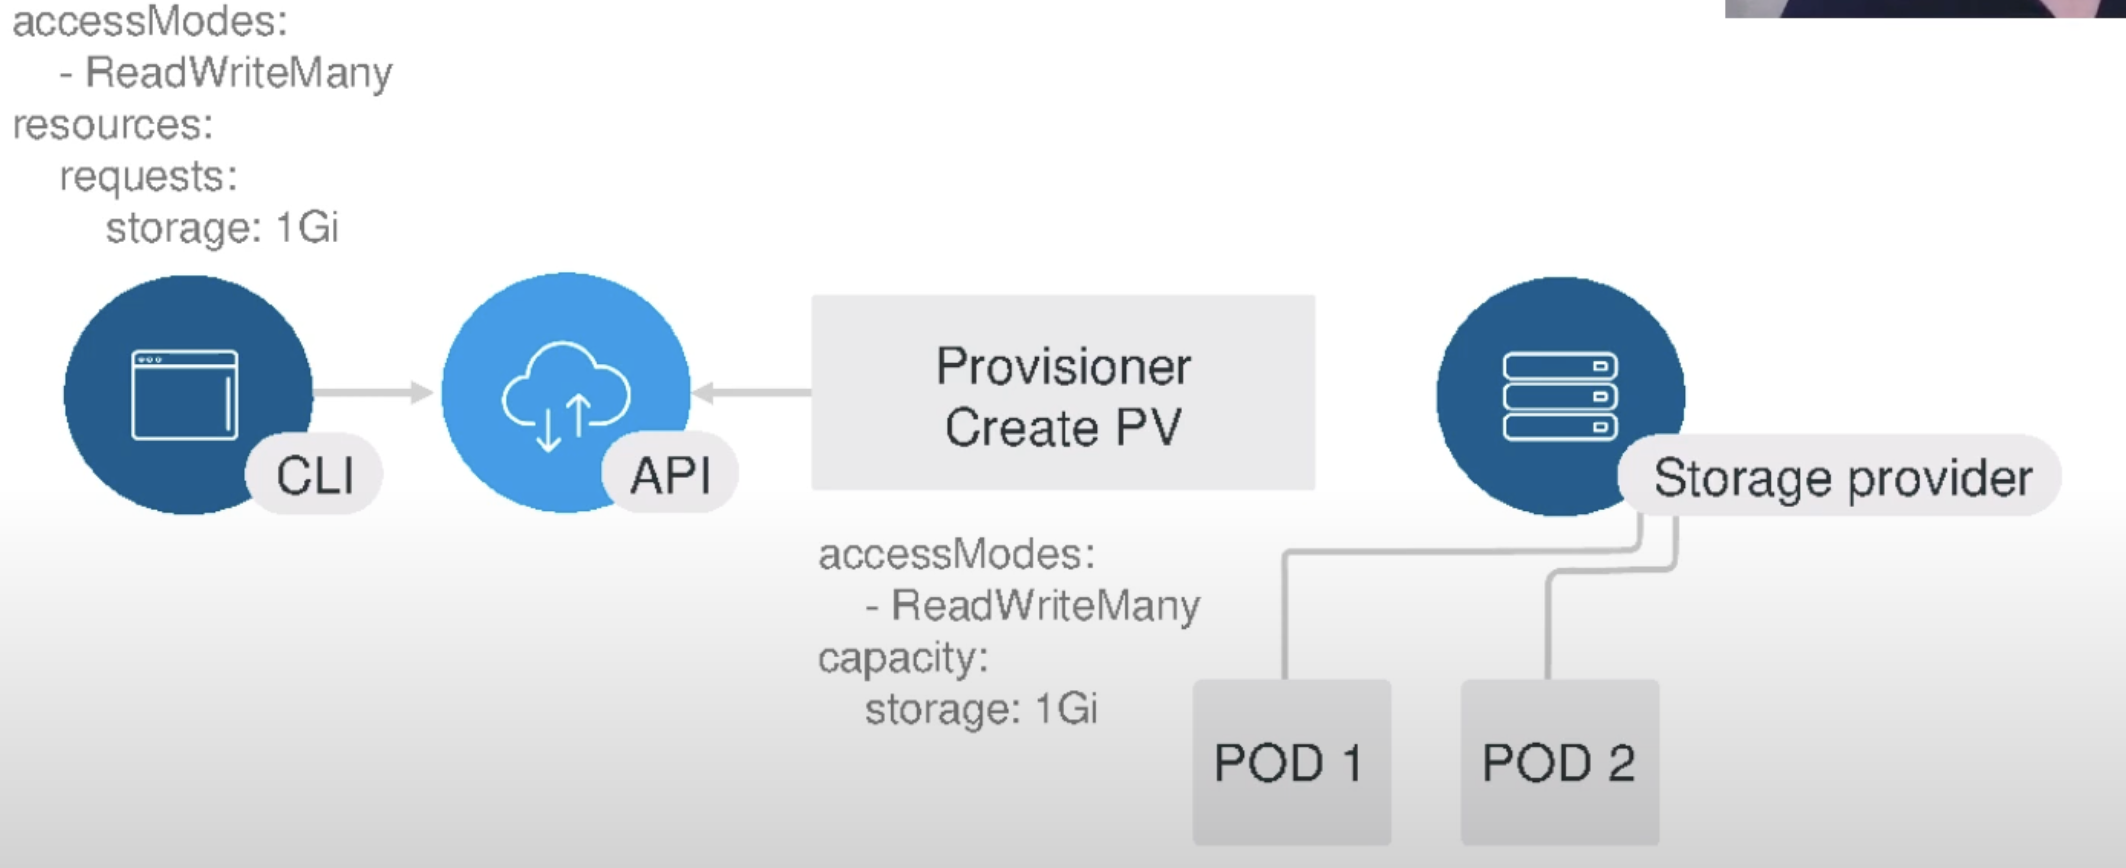 accessModes:
- ReadWriteMany
resources:
requests:
storage: 1Gi
CLI
API
Provisioner
Create PV
Storage provider
accessModes:
- ReadWriteMany
capacity:
storage: 1Gi
POD 1
POD 2